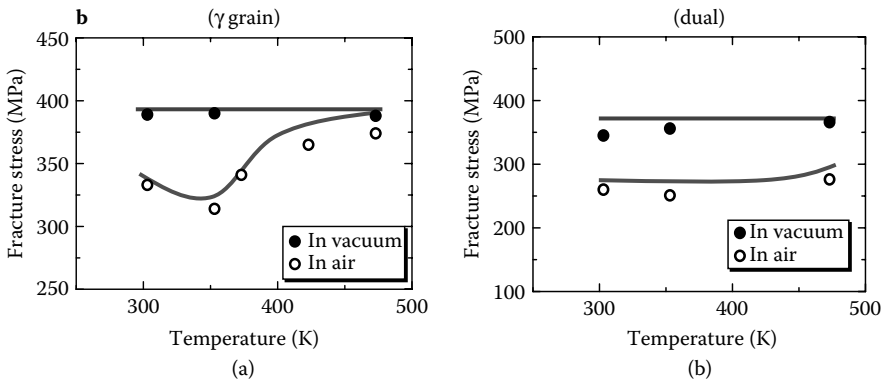 b
(γ grain)
450
400
350
300
250
Fracture stress (MPa)
In vacuum
In air
300
400
500
Temperature (K)
(a)
(dual)
500
400
300
200
100
Fracture stress (MPa)
In vacuum
In air
300
400
500
Temperature (K)
(b)